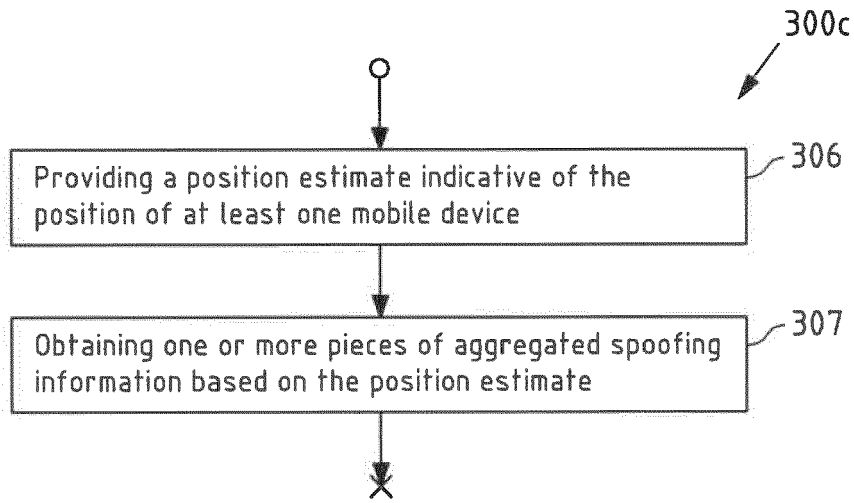 300c
Providing a position estimate indicative of the
position of at least one mobile device
306
Obtaining one or more pieces of aggregated spoofing
information based on the position estimate
307